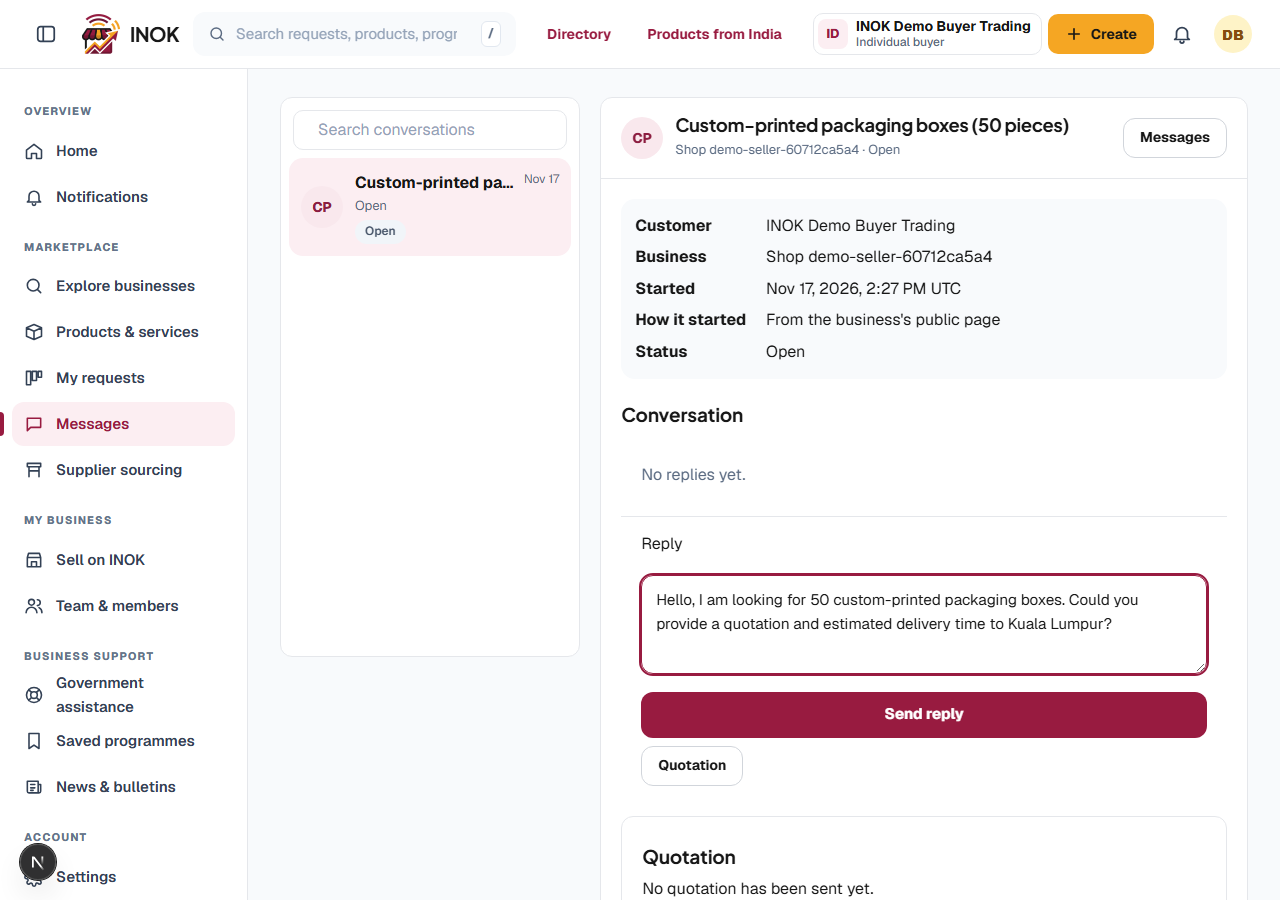 INOK
Search requests, products, progr
/
Directory
Products from India
ID
INOK Demo Buyer Trading
Individual buyer
Create
DB
OVERVIEW
Home
Notifications
MARKETPLACE
Explore businesses
Products & services
My requests
Messages
Supplier sourcing
MY BUSINESS
Sell on INOK
Team & members
BUSINESS SUPPORT
Government
assistance
Saved programmes
News & bulletins
ACCOUNT
N
Settings
Search conversations
CP
Custom-printed pa...
Nov 17
Open
Open
CP
Custom-printed packaging boxes (50 pieces)
Shop demo-seller-60712ca5a4 · Open
Messages
Customer INOK Demo Buyer Trading
Business Shop demo-seller-60712ca5a4
Started Nov 17, 2026, 2:27 PM UTC
How it started From the business's public page
Status Open
Conversation
No replies yet.
Reply
Hello, I am looking for 50 custom-printed packaging boxes. Could you
provide a quotation and estimated delivery time to Kuala Lumpur?
Send reply
Quotation
Quotation
No quotation has been sent yet.